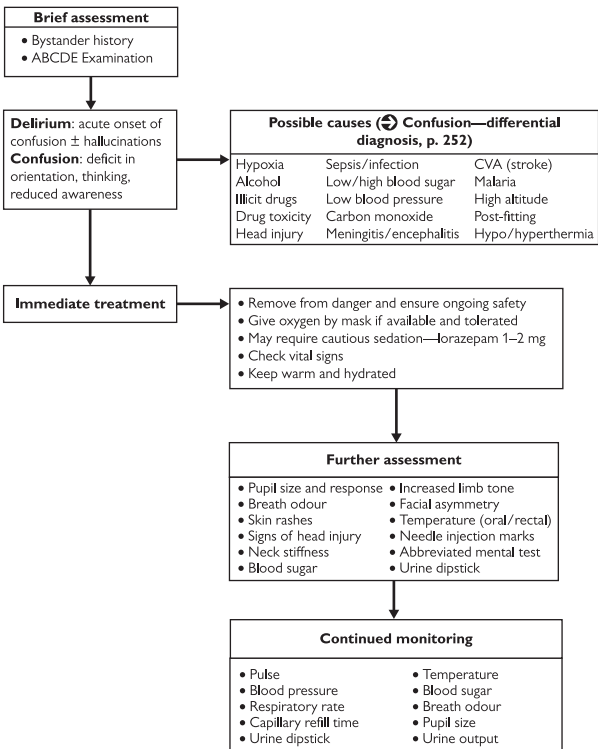 Brief assessment
• Bystander history
• ABCDE Examination
Delirium: acute onset of
confusion ± hallucinations
Confusion: deficit in
orientation, thinking,
reduced awareness
Possible causes (➔ Confusion—differential
diagnosis, p. 252)
Hypoxia Sepsis/infection CVA (stroke)
Alcohol Low/high blood sugar Malaria
Illicit drugs Low blood pressure High altitude
Drug toxicity Carbon monoxide Post-fitting
Head injury Meningitis/encephalitis Hypo/hyperthermia
Immediate treatment
• Remove from danger and ensure ongoing safety
• Give oxygen by mask if available and tolerated
• May require cautious sedation—lorazepam 1–2 mg
• Check vital signs
• Keep warm and hydrated
Further assessment
• Pupil size and response • Increased limb tone
• Breath odour • Facial asymmetry
• Skin rashes • Temperature (oral/rectal)
• Signs of head injury • Needle injection marks
• Neck stiffness • Abbreviated mental test
• Blood sugar • Urine dipstick
Continued monitoring
• Pulse • Temperature
• Blood pressure • Blood sugar
• Respiratory rate • Breath odour
• Capillary refill time • Pupil size
• Urine dipstick • Urine output